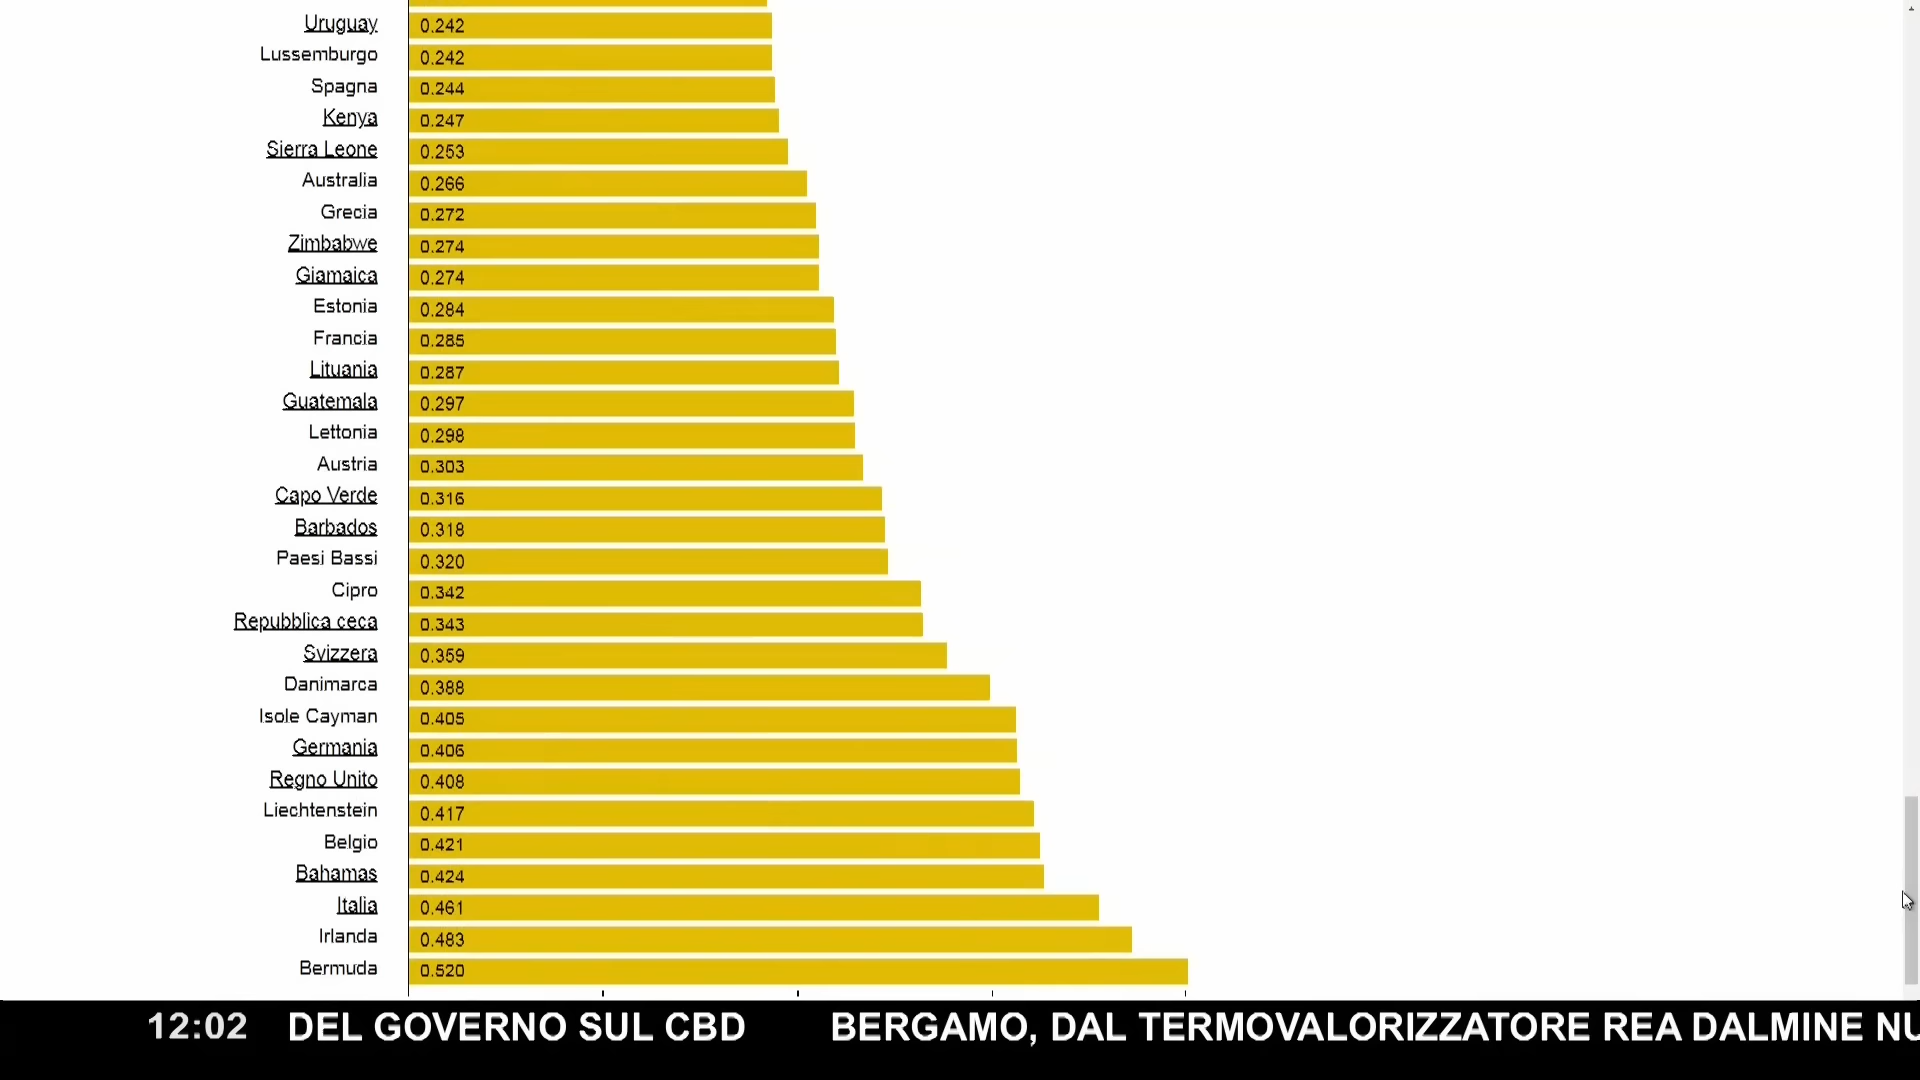 Uruguay 0.242
Lussemburgo 0.242
Spagna 0.244
Kenya 0.247
Sierra Leone 0.253
Australia 0.266
Grecia 0.272
Zimbabwe 0.274
Giamaica 0.274
Estonia 0.284
Francia 0.285
Lituania 0.287
Guatemala 0.297
Lettonia 0.298
Austria 0.303
Capo Verde 0.316
Barbados 0.318
Paesi Bassi 0.320
Cipro 0.342
Repubblica ceca 0.343
Svizzera 0.359
Danimarca 0.388
Isole Cayman 0.405
Germania 0.406
Regno Unito 0.408
Liechtenstein 0.417
Belgio 0.421
Bahamas 0.424
Italia 0.461
Irlanda 0.483
Bermuda 0.520
12:02 DEL GOVERNO SUL CBD BERGAMO, DAL TERMOVALORIZZATORE REA DALMINE NU